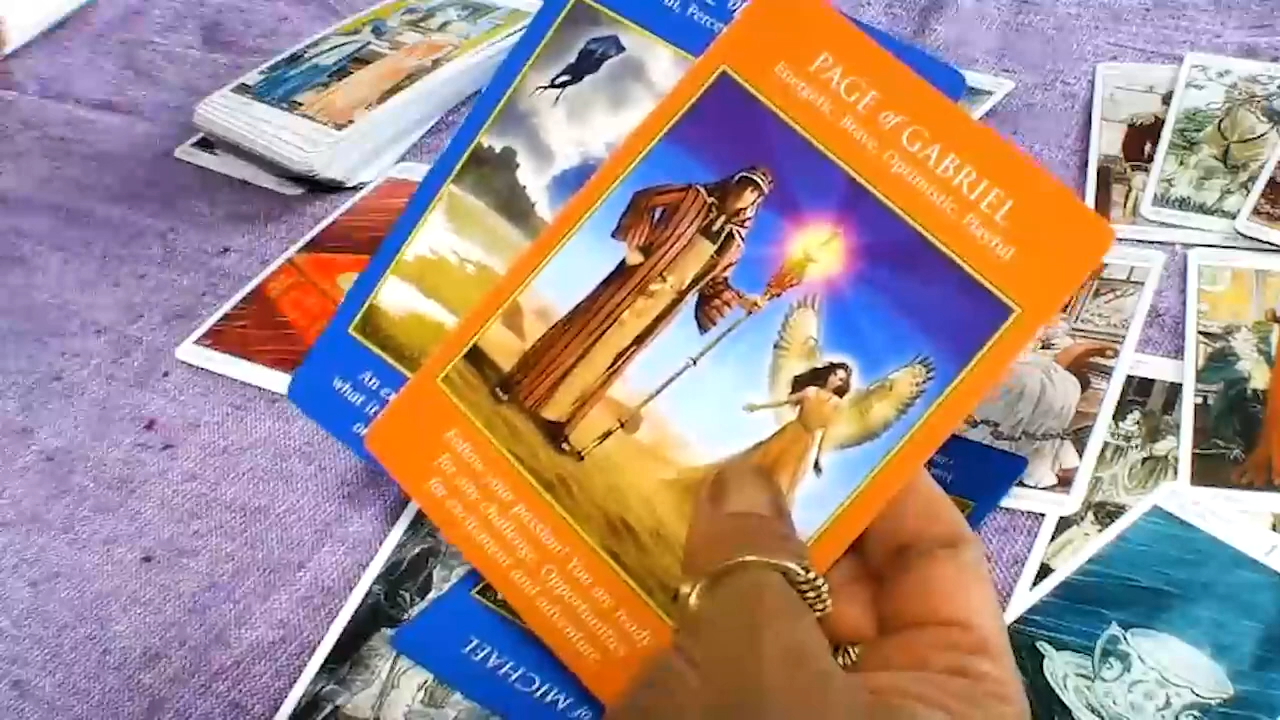 PAGE of GABRIEL
Energetic, Brave, Optimistic, Playful
Follow your passion! You are ready
for any challenge. Opportunities
for excitement and adventure
An
what i
of MICHAEL